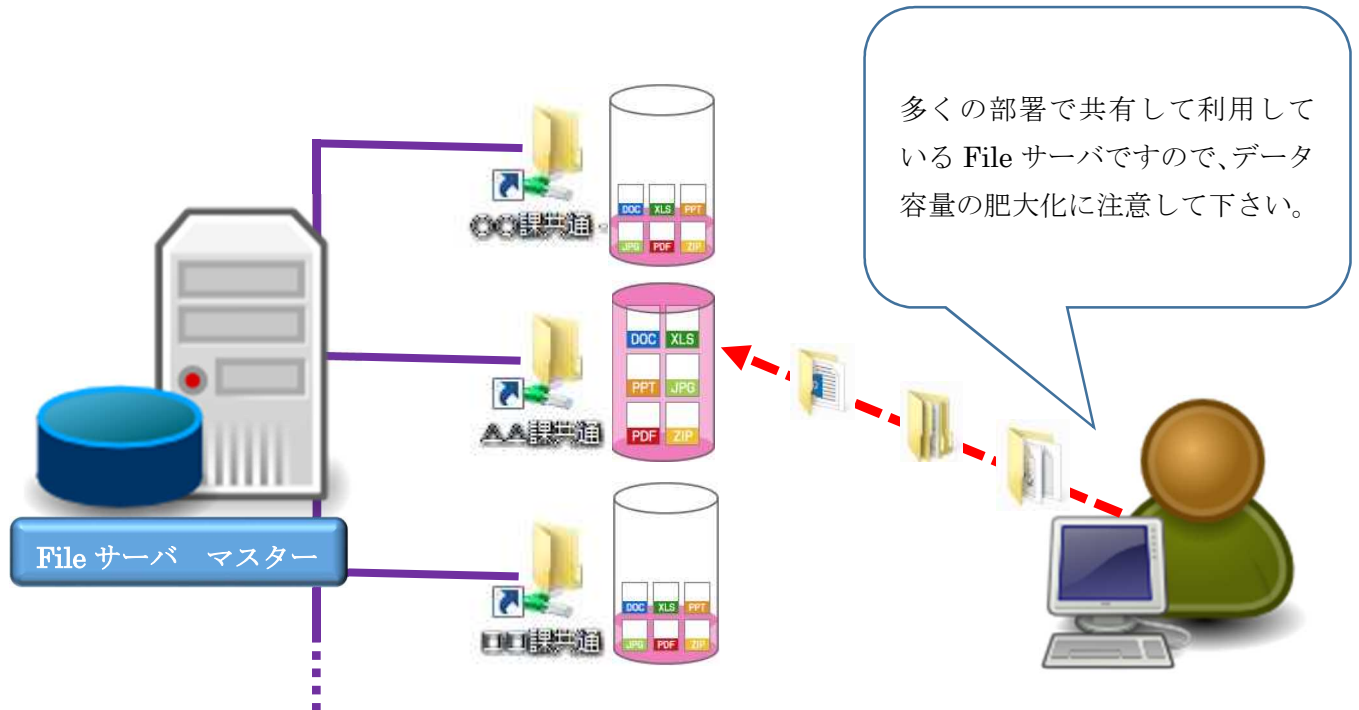 多くの部署で共有して利用して
いる File サーバですので、データ
容量の肥大化に注意して下さい。
〇〇課共通
DOC XLS PPT
JPG PDF ZIP
△△課共通
DOC XLS
PPT JPG
PDF ZIP
File サーバ　マスター
□□課共通
DOC XLS PPT
JPG PDF ZIP